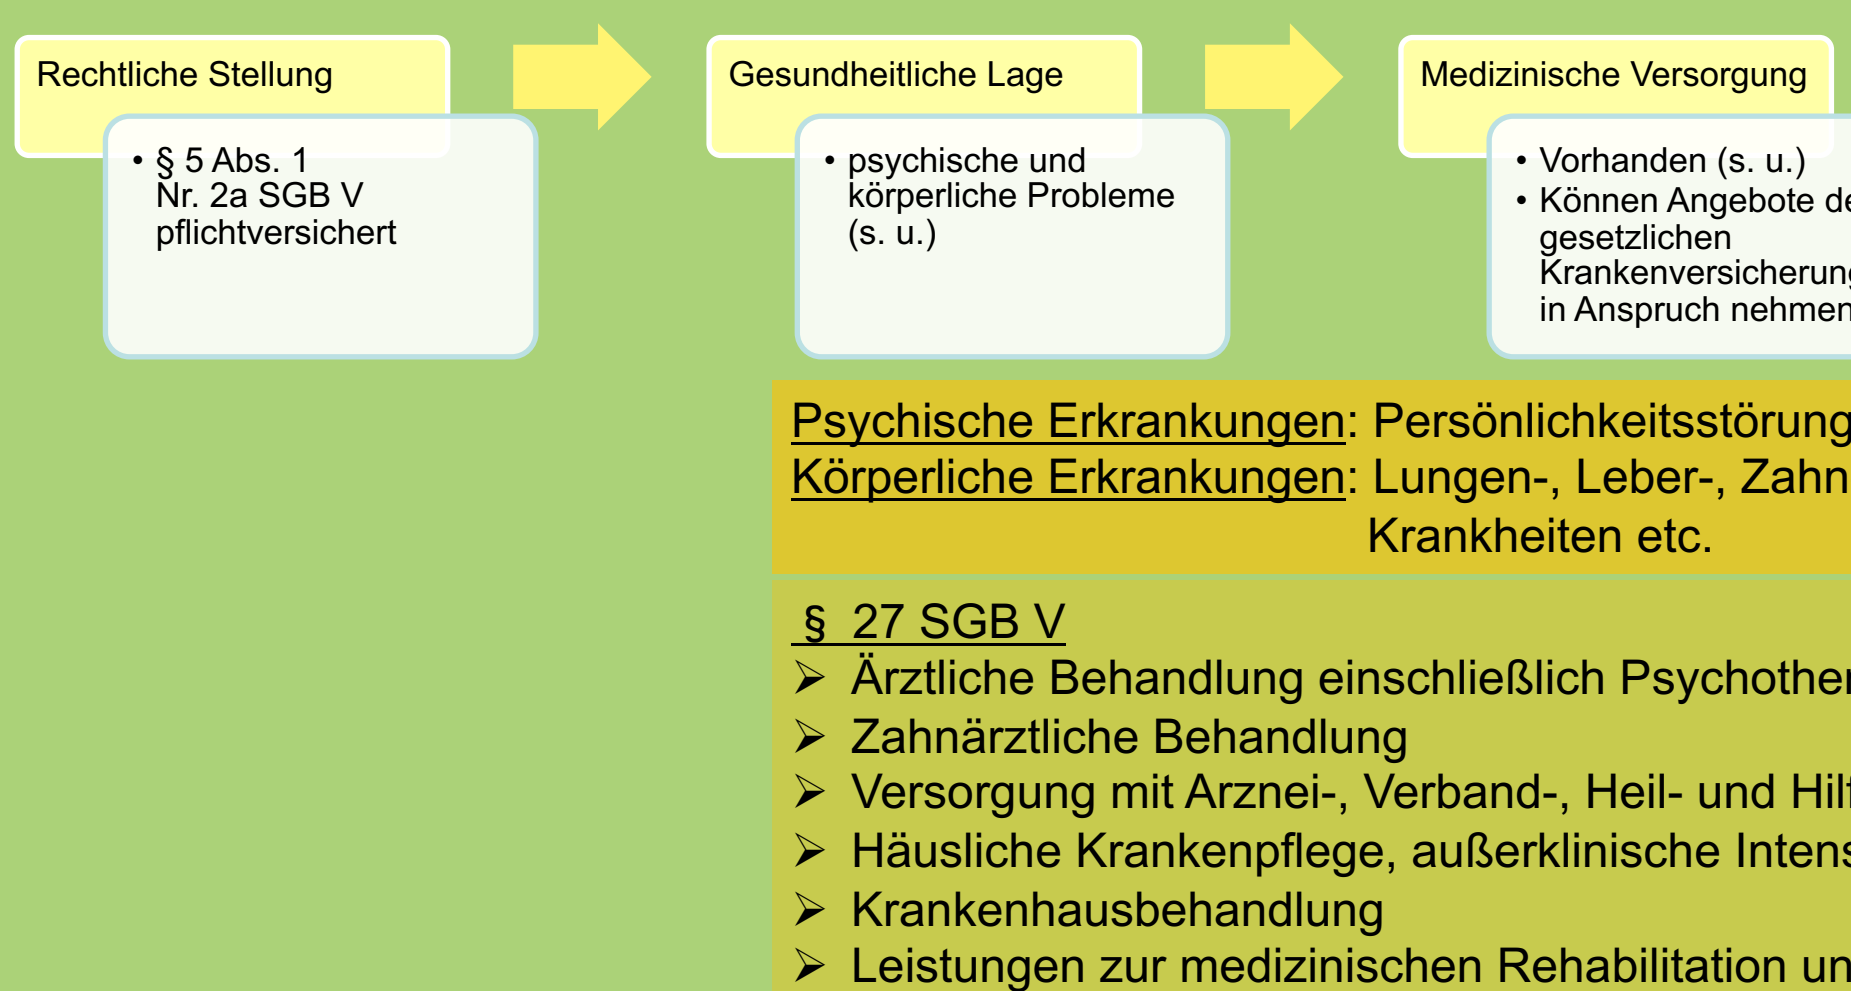 Rechtliche Stellung
• § 5 Abs. 1
Nr. 2a SGB V
pflichtversichert
Gesundheitliche Lage
• psychische und
körperliche Probleme
(s. u.)
Medizinische Versorgung
• Vorhanden (s. u.)
• Können Angebote de
gesetzlichen
Krankenversicherung
in Anspruch nehmen
Psychische Erkrankungen: Persönlichkeitsstörung
Körperliche Erkrankungen: Lungen-, Leber-, Zahn
Krankheiten etc.
§ 27 SGB V
➢ Ärztliche Behandlung einschließlich Psychother
➢ Zahnärztliche Behandlung
➢ Versorgung mit Arznei-, Verband-, Heil- und Hilf
➢ Häusliche Krankenpflege, außerklinische Intens
➢ Krankenhausbehandlung
➢ Leistungen zur medizinischen Rehabilitation un